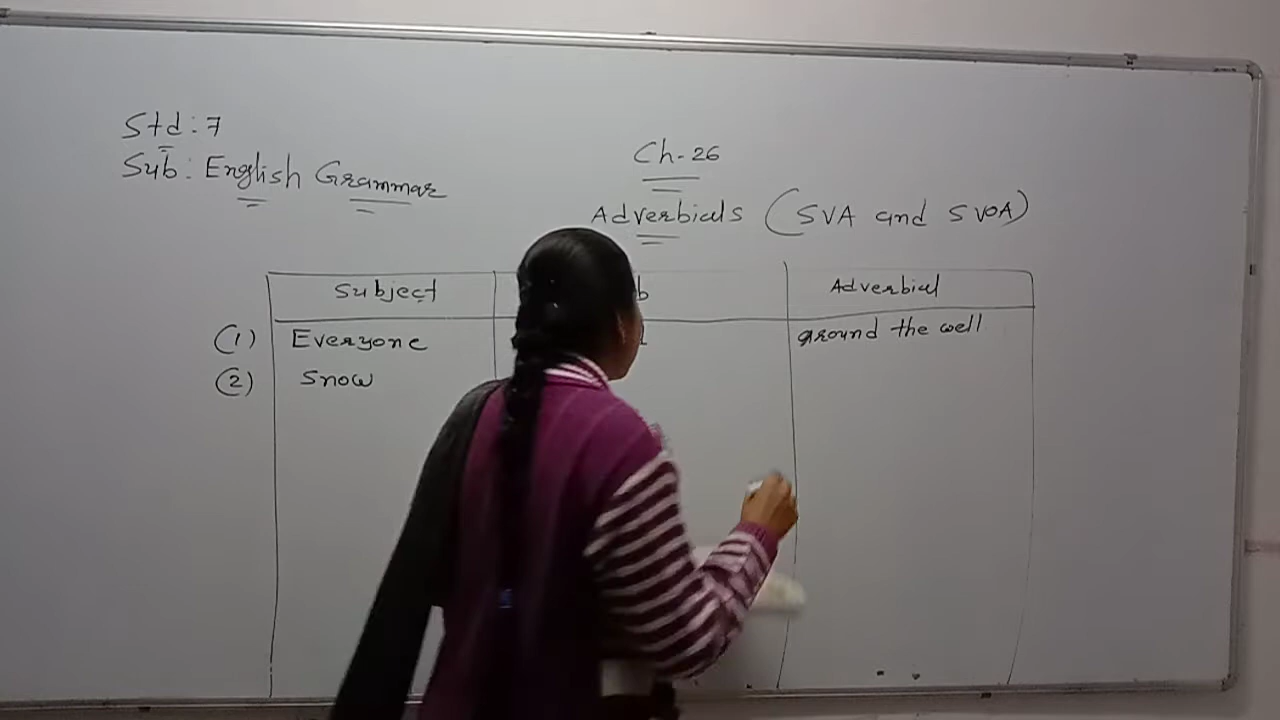 Std: 7
Sub: English Grammar
Ch-26
Adverbials (SVA and SVOA)
Subject Adverbial
(1) Everyone around the well
(2) Snow